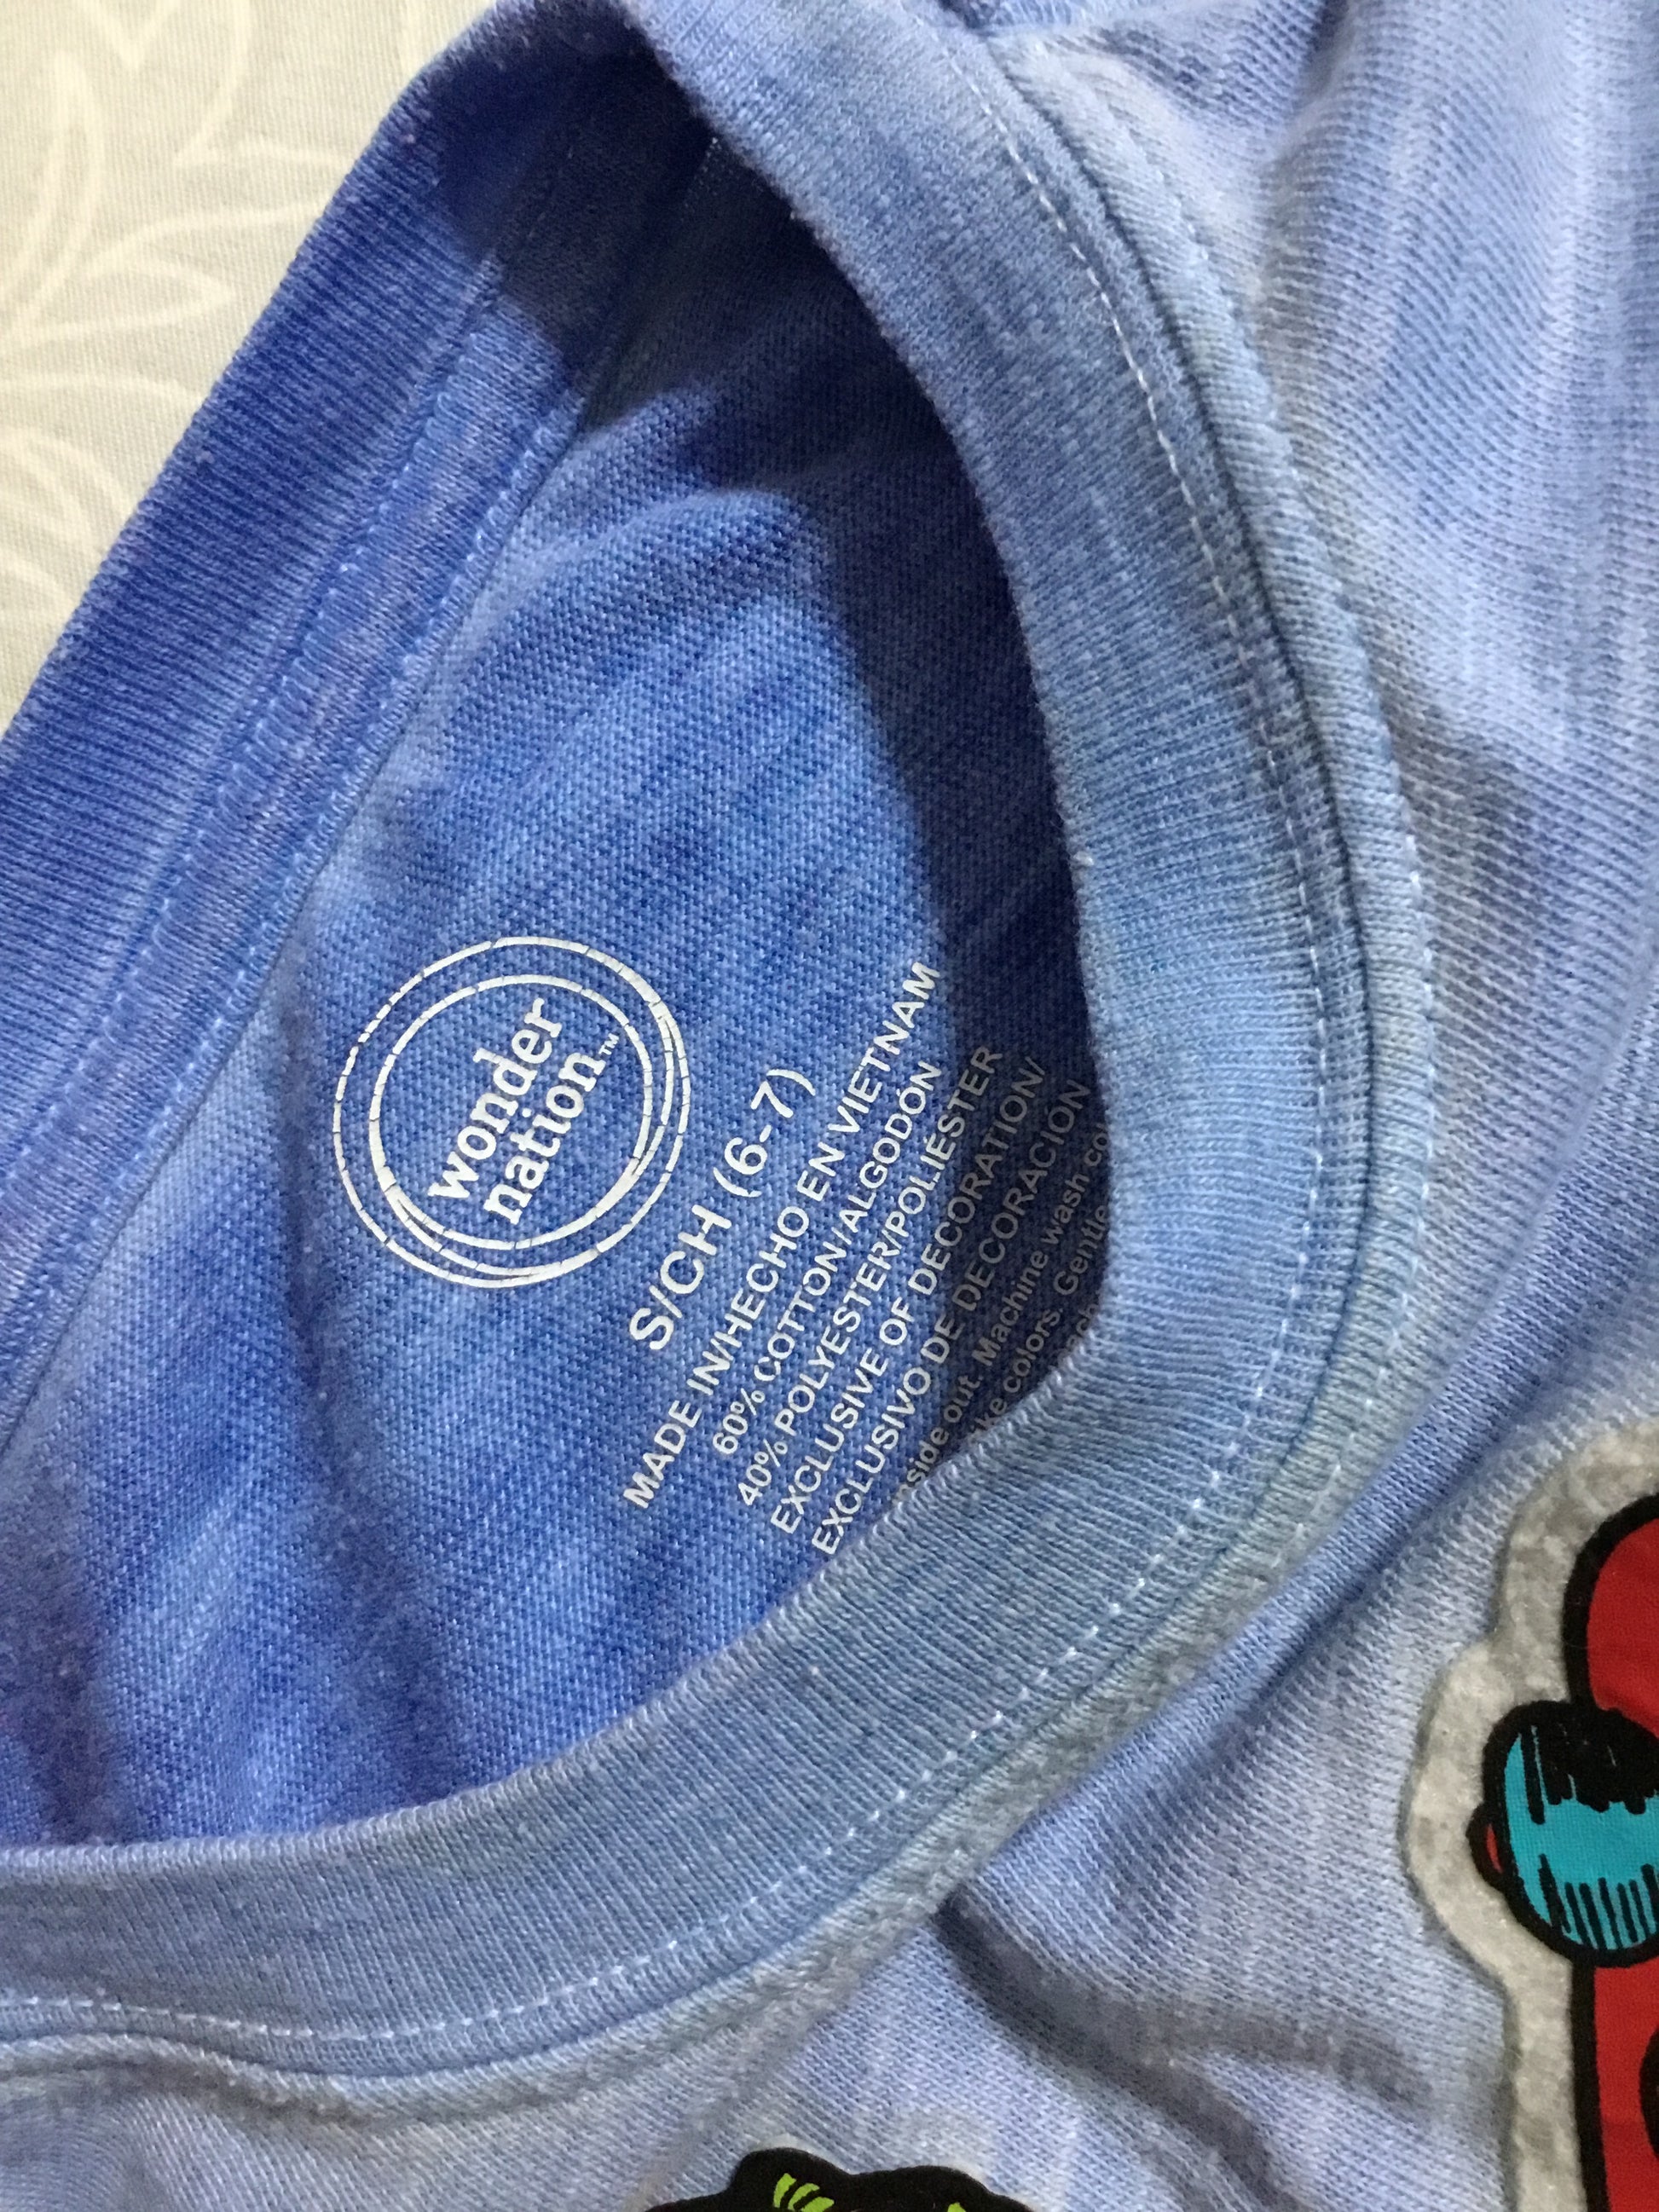 wonder
nation™
S/CH (6-7)
MADE IN/HECHO EN VIETNAM
60% COTTON/ALGODÓN
40% POLYESTER/POLIÉSTER
EXCLUSIVE OF DECORATION/
EXCLUSIVO DE DECORACIÓN
out. Machine wash
colors. Gentle